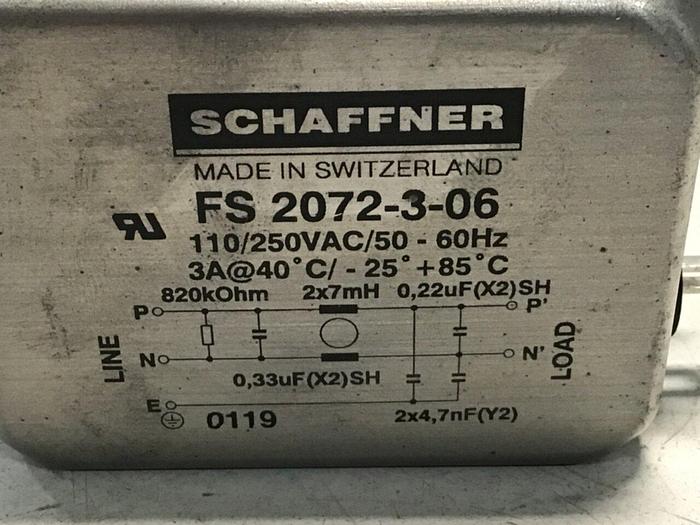 SCHAFFNER
MADE IN SWITZERLAND
FS 2072-3-06
110/250VAC/50 - 60Hz
3A@40°C/ - 25°+85°C
820kOhm 2x7mH 0,22uF(X2)SH
P P'
LINE
N N'
LOAD
0,33uF(X2)SH
E
0119 2x4,7nF(Y2)